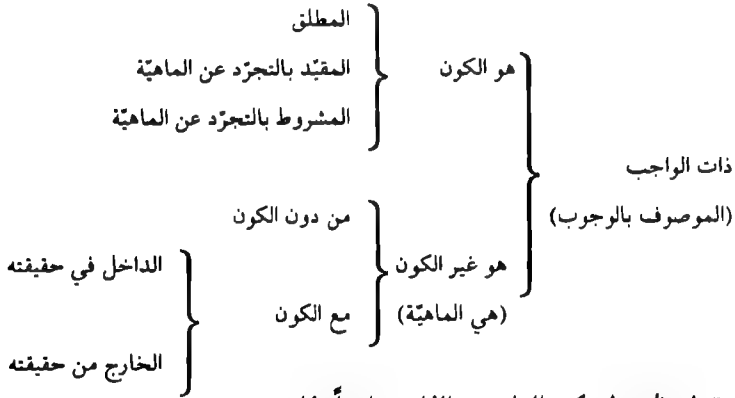 ذات الواجب
(الموصوف بالوجوب)
هو الكون
المطلق
المقيّد بالتجرّد عن الماهيّة
المشروط بالتجرّد عن الماهيّة
هو غير الكون
(هي الماهيّة)
من دون الكون
مع الكون
الداخل في حقيقته
الخارج من حقيقته